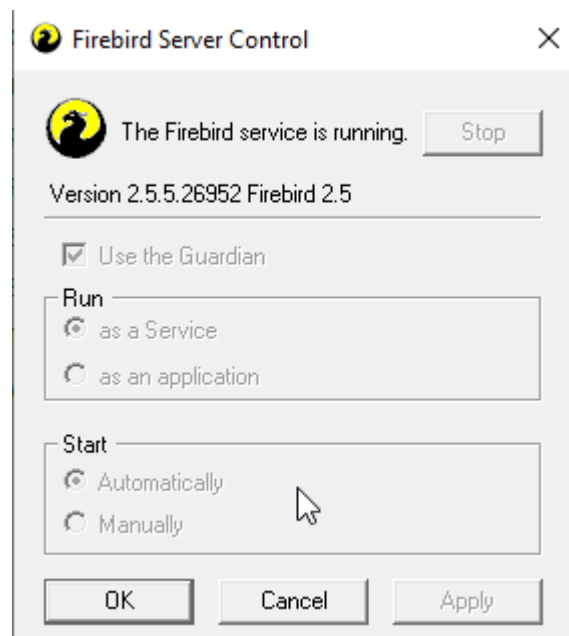 Firebird Server Control
The Firebird service is running. Stop
Version 2.5.5.26952 Firebird 2.5
Use the Guardian
Run
as a Service
as an application
Start
Automatically
Manually
OK Cancel Apply